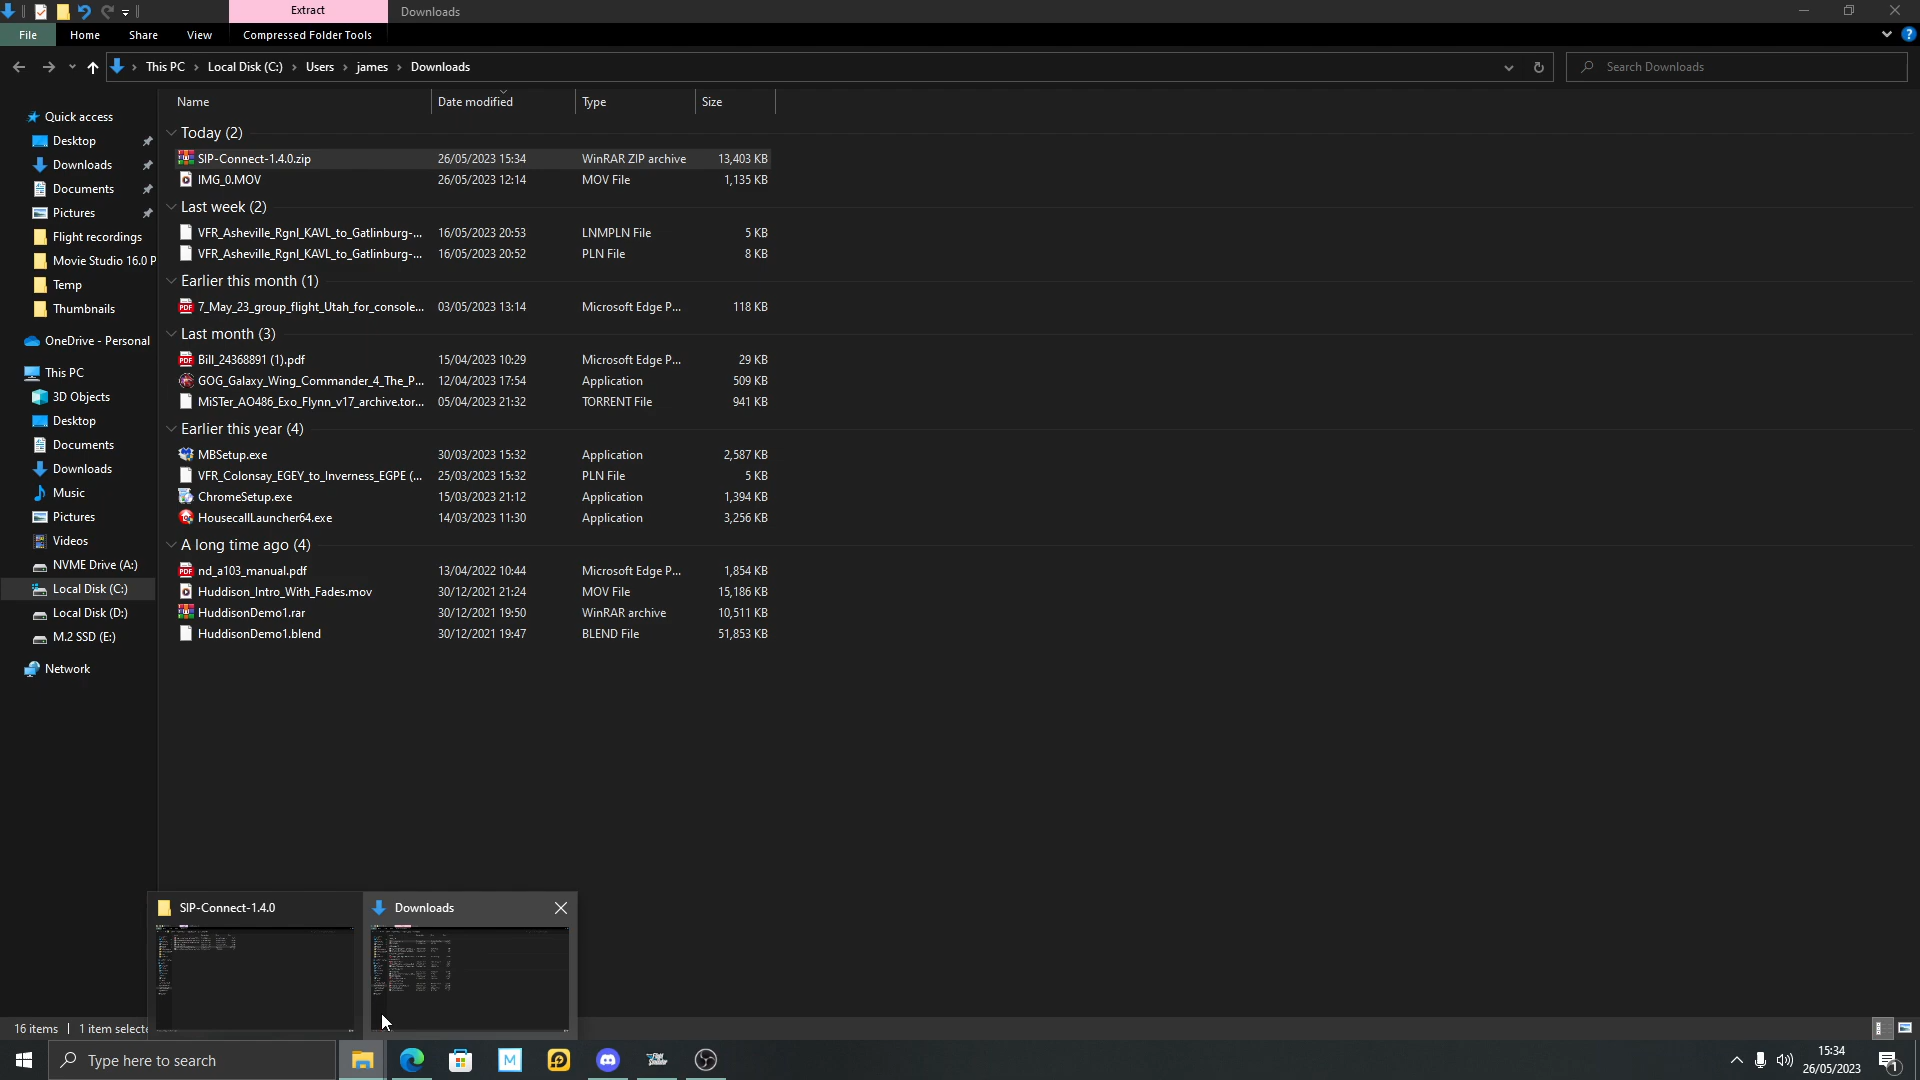 Extract
Downloads
File
Home
Share
View
Compressed Folder Tools
This PC
Local Disk (C:)
Users
james
Downloads
Search Downloads
Name
Date modified
Type
Size
Quick access
Desktop
Downloads
Documents
Pictures
Flight recordings
Movie Studio 16.0 P
Temp
Thumbnails
OneDrive - Personal
This PC
3D Objects
Desktop
Documents
Downloads
Music
Pictures
Videos
NVME Drive (A:)
Local Disk (C:)
Local Disk (D:)
M.2 SSD (E:)
Network
Today (2)
SIP-Connect-1.4.0.zip 26/05/2023 15:34 WinRAR ZIP archive 13,403 KB
IMG_0.MOV 26/05/2023 12:14 MOV File 1,135 KB
Last week (2)
VFR_Asheville_Rgnl_KAVL_to_Gatlinburg-... 16/05/2023 20:53 LNMPLN File 5 KB
VFR_Asheville_Rgnl_KAVL_to_Gatlinburg-... 16/05/2023 20:52 PLN File 8 KB
Earlier this month (1)
7_May_23_group_flight_Utah_for_console... 03/05/2023 13:14 Microsoft Edge P... 118 KB
Last month (3)
Bill_24368891 (1).pdf 15/04/2023 10:29 Microsoft Edge P... 29 KB
GOG_Galaxy_Wing_Commander_4_The_P... 12/04/2023 17:54 Application 509 KB
MiSTer_AO486_Exo_Flynn_v17_archive.tor... 05/04/2023 21:32 TORRENT File 941 KB
Earlier this year (4)
MBSetup.exe 30/03/2023 15:32 Application 2,587 KB
VFR_Colonsay_EGEY_to_Inverness_EGPE (... 25/03/2023 15:32 PLN File 5 KB
ChromeSetup.exe 15/03/2023 21:12 Application 1,394 KB
HousecallLauncher64.exe 14/03/2023 11:30 Application 3,256 KB
A long time ago (4)
nd_a103_manual.pdf 13/04/2022 10:44 Microsoft Edge P... 1,854 KB
Huddison_Intro_With_Fades.mov 30/12/2021 21:24 MOV File 15,186 KB
HuddisonDemo1.rar 30/12/2021 19:50 WinRAR archive 10,511 KB
HuddisonDemo1.blend 30/12/2021 19:47 BLEND File 51,853 KB
SIP-Connect-1.4.0
Downloads
16 items
1 item selecte
Type here to search
15:34
26/05/2023
1